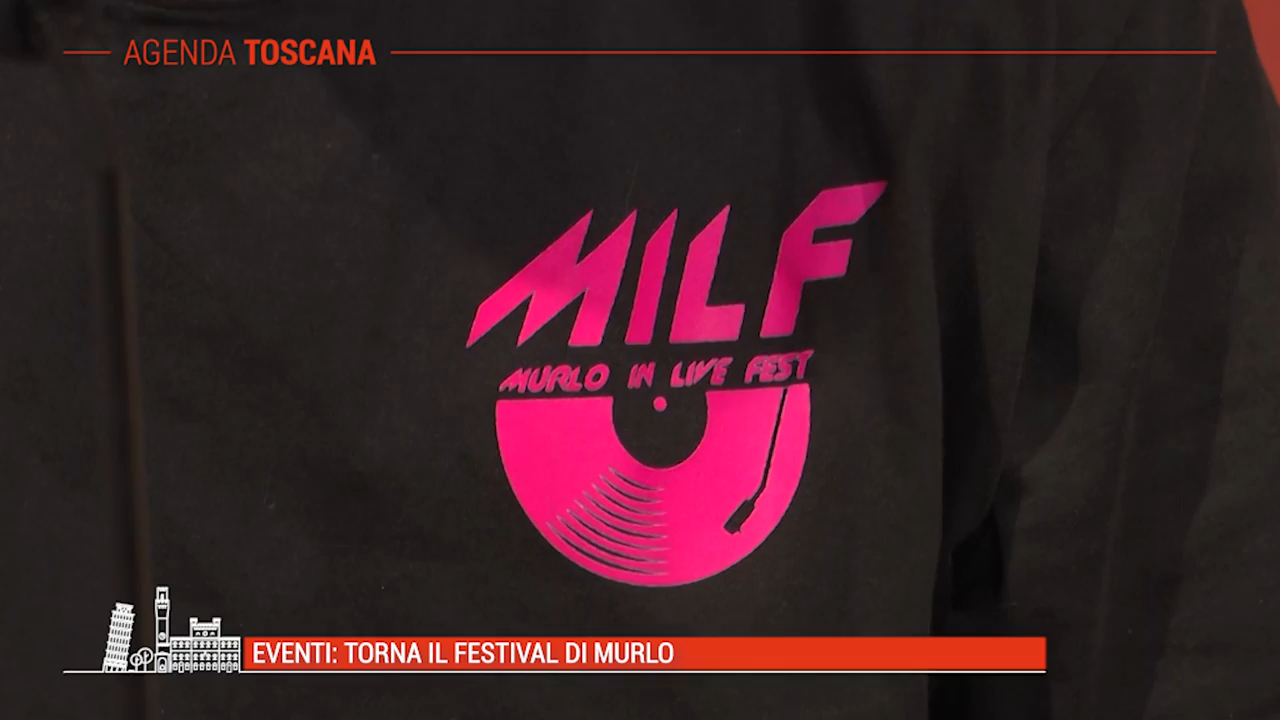 AGENDA TOSCANA
MILF
MURLO IN LIVE FEST
EVENTI: TORNA IL FESTIVAL DI MURLO